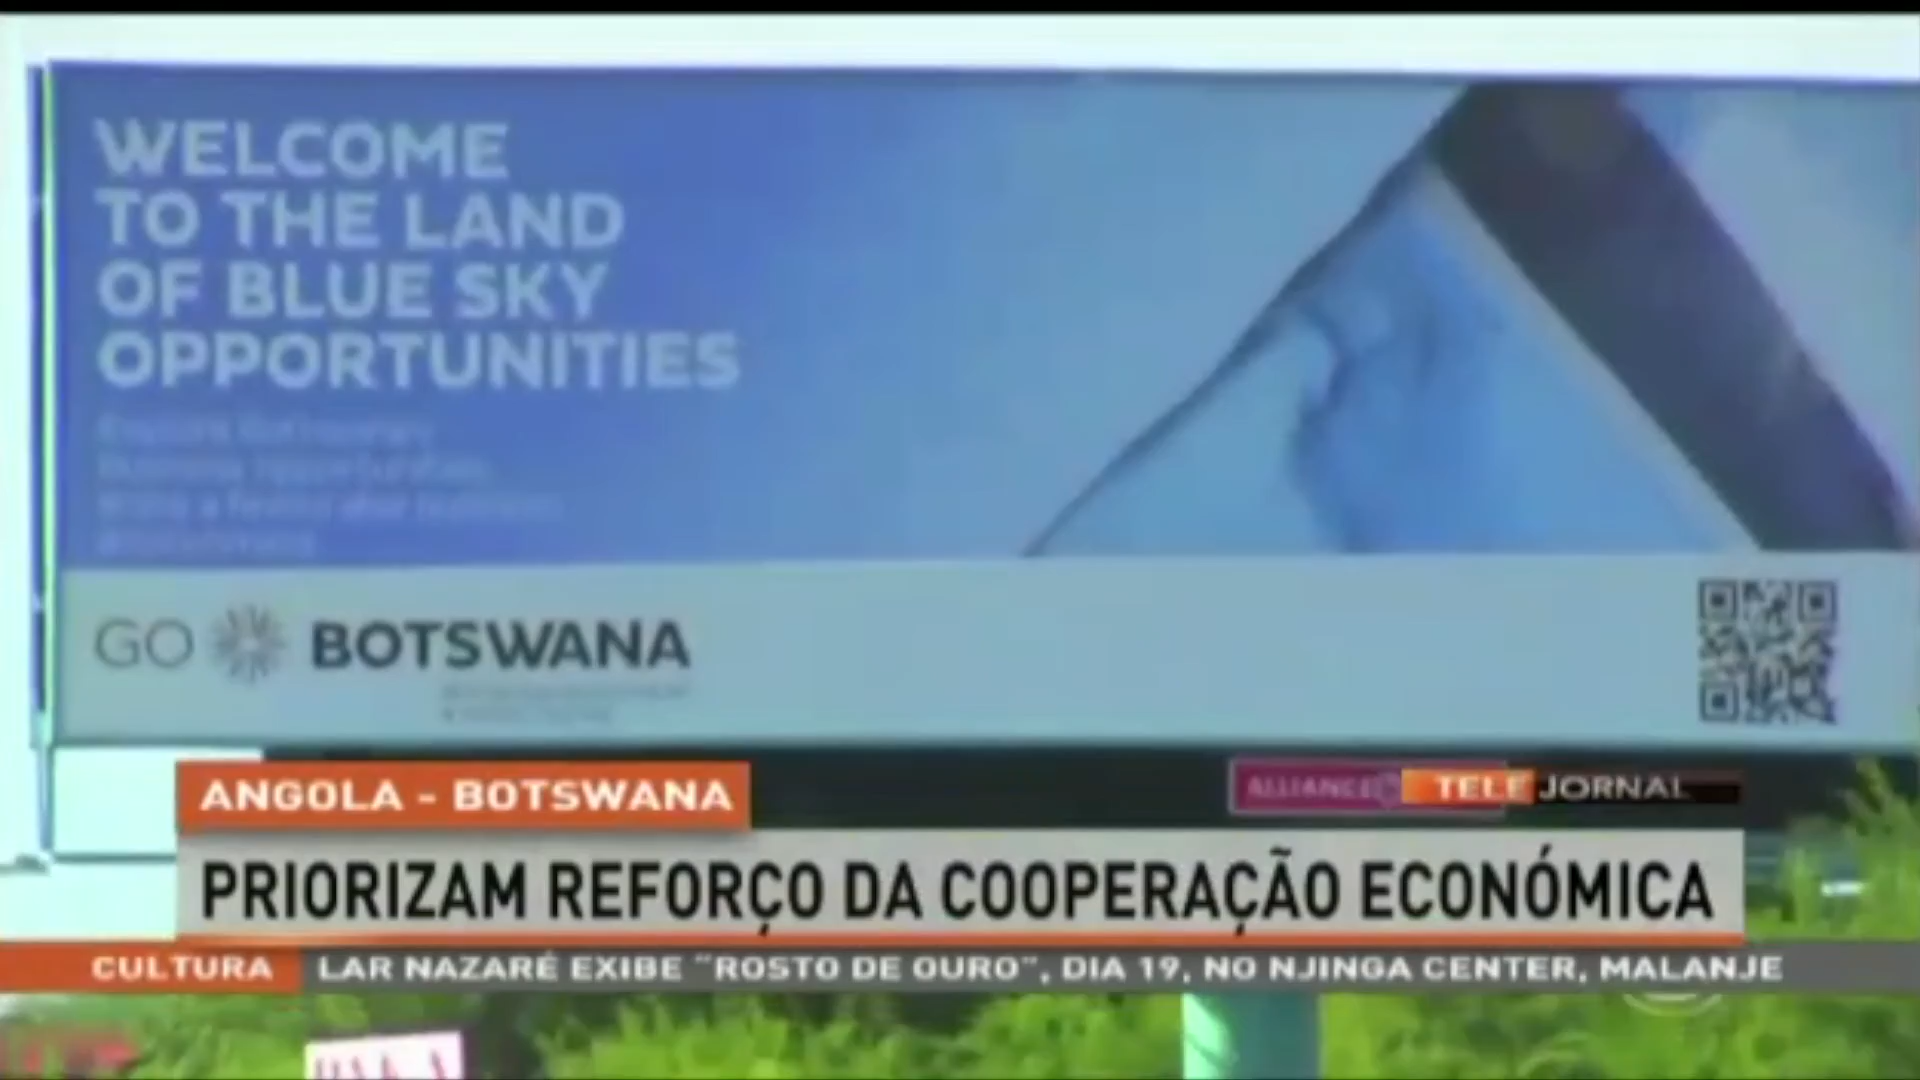 WELCOME
TO THE LAND
OF BLUE SKY
OPPORTUNITIES
GO BOTSWANA
ALLIANCE
TELE JORNAL
ANGOLA - BOTSWANA
PRIORIZAM REFORÇO DA COOPERAÇÃO ECONÓMICA
CULTURA LAR NAZARÉ EXIBE "ROSTO DE OURO", DIA 19, NO NJINGA CENTER, MALANJE